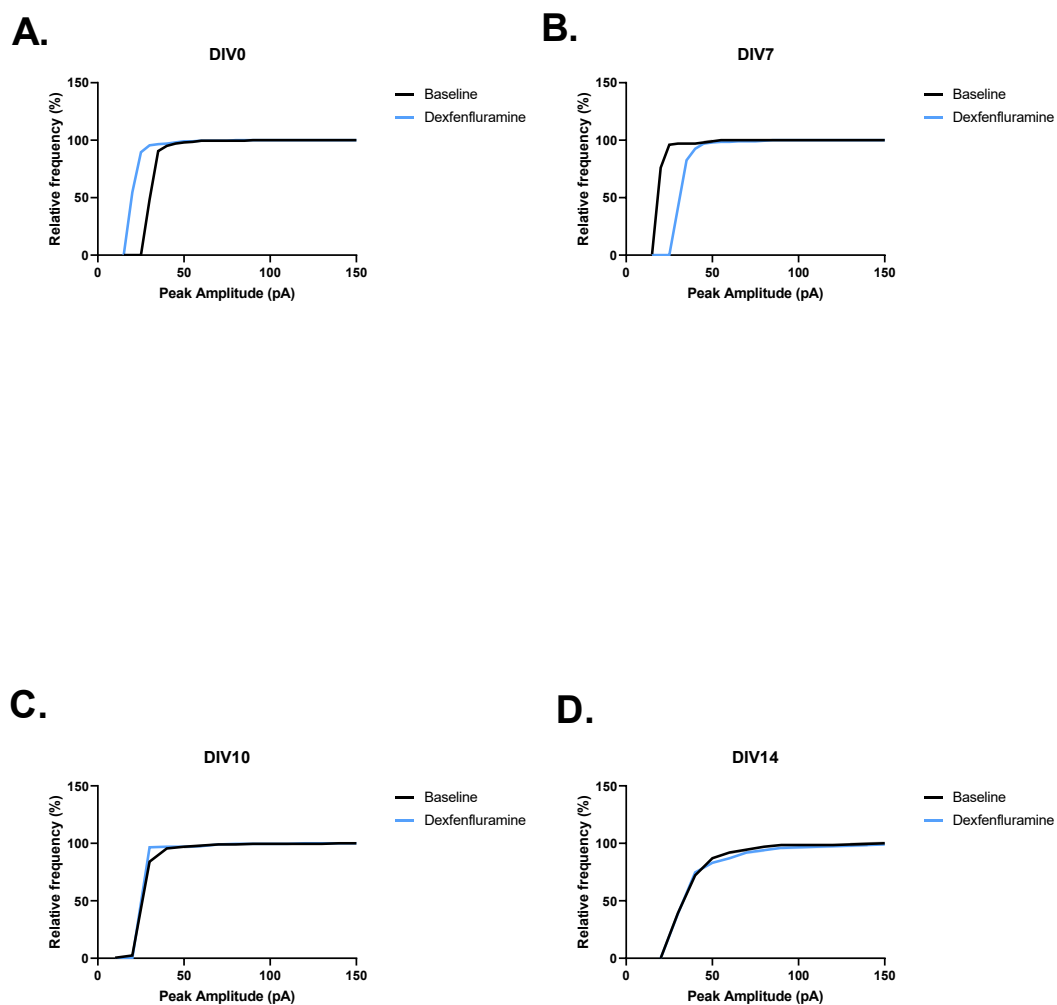 A.
DIV0
Relative frequency (%)
150
100
50
0
0 50 100 150
Peak Amplitude (pA)
Baseline
Dexfenfluramine
B.
DIV7
Relative frequency (%)
150
100
50
0
0 50 100 150
Peak Amplitude (pA)
Baseline
Dexfenfluramine
C.
DIV10
Relative frequency (%)
150
100
50
0
0 50 100 150
Peak Amplitude (pA)
Baseline
Dexfenfluramine
D.
DIV14
Relative frequency (%)
150
100
50
0
0 50 100 150
Peak Amplitude (pA)
Baseline
Dexfenfluramine